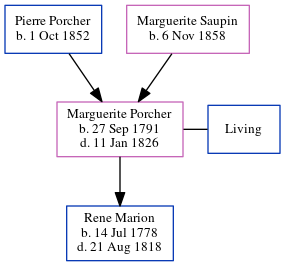 Pierre Porcher
b. 1 Oct 1852
Marguerite Saupin
b. 6 Nov 1858
Marguerite Porcher
b. 27 Sep 1791
d. 11 Jan 1826
Living
Rene Marion
b. 14 Jul 1778
d. 21 Aug 1818